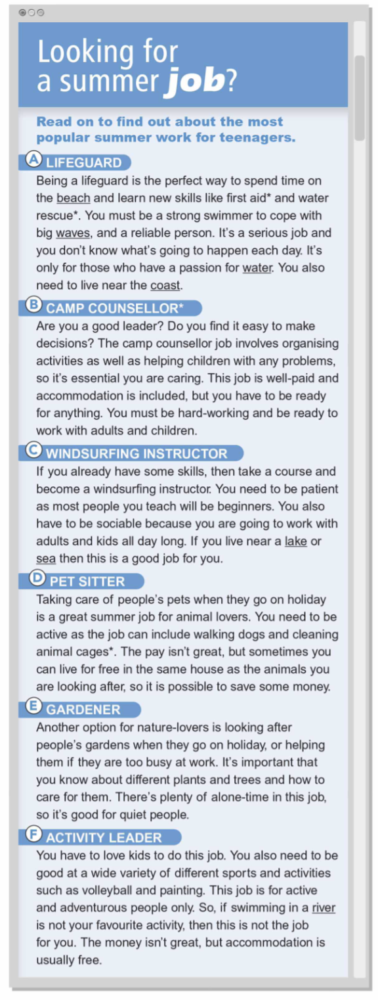 Looking for
a summer job?
Read on to find out about the most
popular summer work for teenagers.
A LIFEGUARD
Being a lifeguard is the perfect way to spend time on
the beach and learn new skills like first aid* and water
rescue*. You must be a strong swimmer to cope with
big waves, and a reliable person. It's a serious job and
you don't know what's going to happen each day. It's
only for those who have a passion for water. You also
need to live near the coast.
B CAMP COUNSELLOR*
Are you a good leader? Do you find it easy to make
decisions? The camp counsellor job involves organising
activities as well as helping children with any problems,
so it's essential you are caring. This job is well-paid and
accommodation is included, but you have to be ready
for anything. You must be hard-working and be ready to
work with adults and children.
C WINDSURFING INSTRUCTOR
If you already have some skills, then take a course and
become a windsurfing instructor. You need to be patient
as most people you teach will be beginners. You also
have to be sociable because you are going to work with
adults and kids all day long. If you live near a lake or
sea then this is a good job for you.
D PET SITTER
Taking care of people's pets when they go on holiday
is a great summer job for animal lovers. You need to be
active as the job can include walking dogs and cleaning
animal cages*. The pay isn't great, but sometimes you
can live for free in the same house as the animals you
are looking after, so it is possible to save some money.
E GARDENER
Another option for nature-lovers is looking after
people's gardens when they go on holiday, or helping
them if they are too busy at work. It's important that
you know about different plants and trees and how to
care for them. There's plenty of alone-time in this job,
so it's good for quiet people.
F ACTIVITY LEADER
You have to love kids to do this job. You also need to be
good at a wide variety of different sports and activities
such as volleyball and painting. This job is for active
and adventurous people only. So, if swimming in a river
is not your favourite activity, then this is not the job
for you. The money isn't great, but accommodation is
usually free.